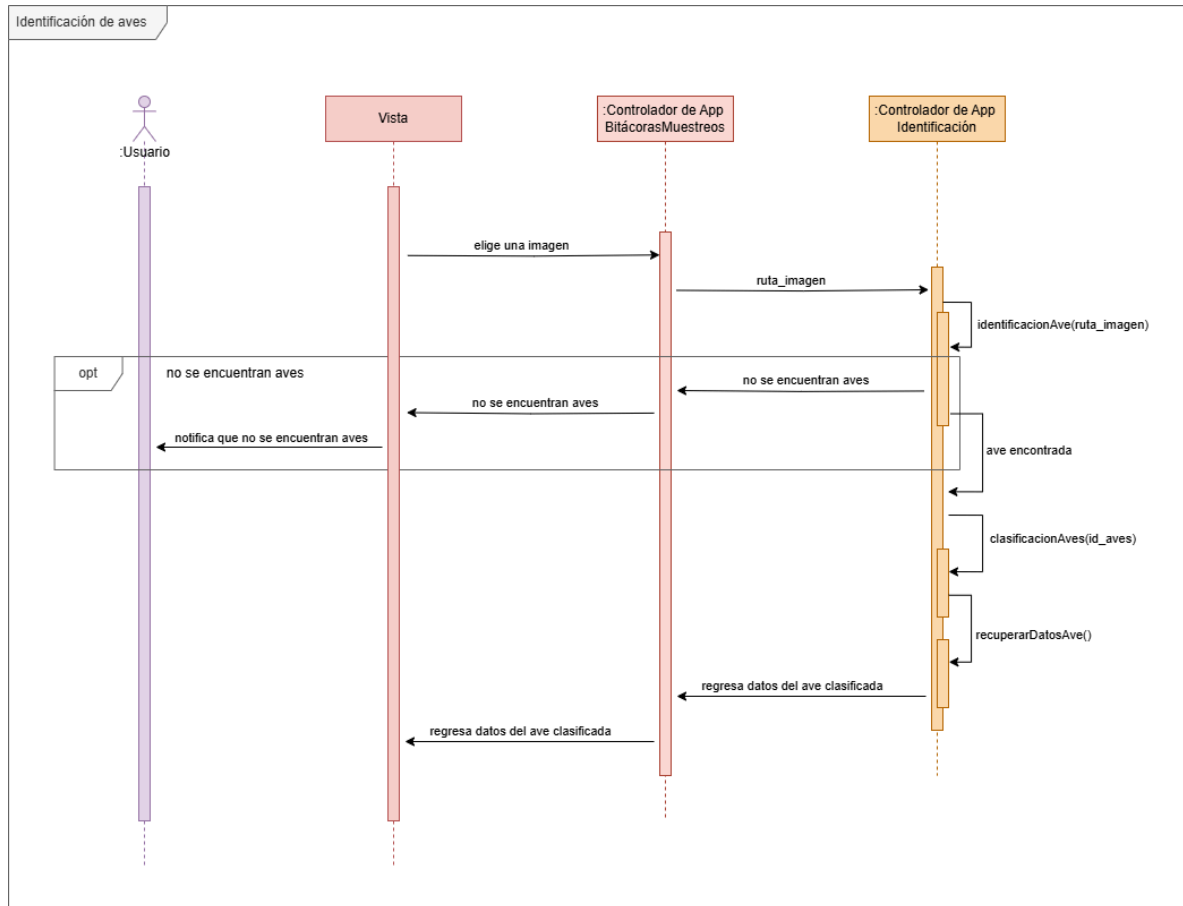 Identificación de aves
:Usuario
Vista
:Controlador de App
BitácorasMuestreos
:Controlador de App
Identificación
elige una imagen
ruta_imagen
identificacionAve(ruta_imagen)
opt
no se encuentran aves
no se encuentran aves
no se encuentran aves
notifica que no se encuentran aves
ave encontrada
clasificacionAves(id_aves)
recuperarDatosAve()
regresa datos del ave clasificada
regresa datos del ave clasificada